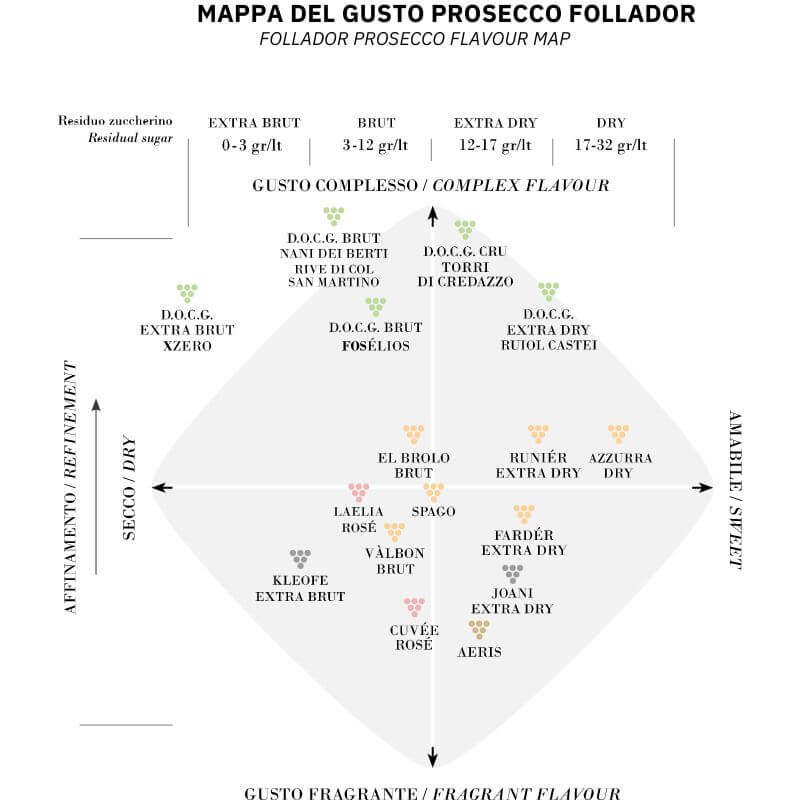 MAPPA DEL GUSTO PROSECCO FOLLADOR
FOLLADOR PROSECCO FLAVOUR MAP
Residuo zuccherino
Residual sugar
EXTRA BRUT
0-3 gr/lt
BRUT
3-12 gr/lt
EXTRA DRY
12-17 gr/lt
DRY
17-32 gr/lt
GUSTO COMPLESSO / COMPLEX FLAVOUR
D.O.C.G. BRUT
NANI DEI BERTI
RIVE DI COL
SAN MARTINO
D.O.C.G. CRU
TORRI
DI CREDAZZO
D.O.C.G.
EXTRA BRUT
XZERO
D.O.C.G. BRUT
FOSÉLIOS
D.O.C.G.
EXTRA DRY
RUIOL CASTEI
AFFINAMENTO / REFINEMENT
SECCO / DRY
AMABILE / SWEET
EL BROLO
BRUT
RUNIÉR
EXTRA DRY
AZZURRA
DRY
LAELIA
ROSÉ
SPAGO
VÀLBON
BRUT
FARDÉR
EXTRA DRY
KLEOFE
EXTRA BRUT
JOANI
EXTRA DRY
CUVÉE
ROSÉ
AERIS
GUSTO FRAGRANTE / FRAGRANT FLAVOUR